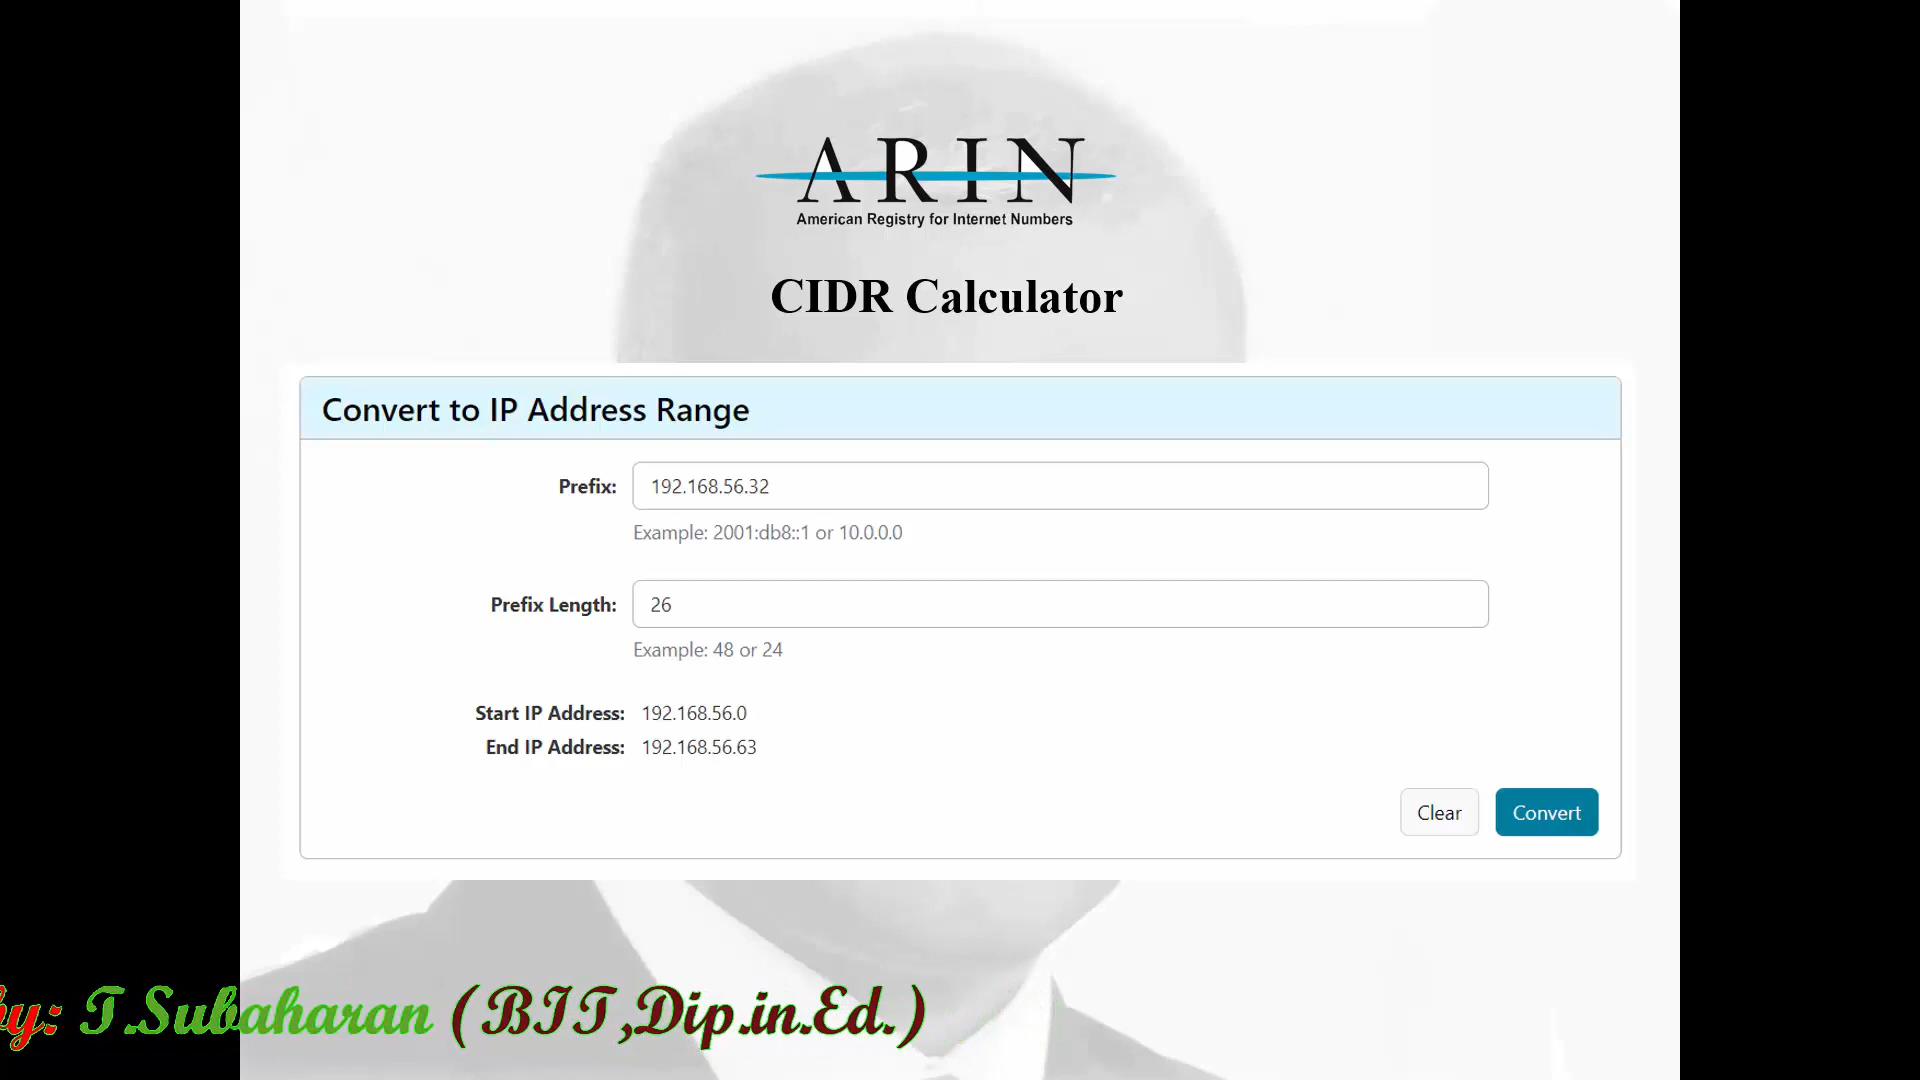 ARIN
American Registry for Internet Numbers
CIDR Calculator
Convert to IP Address Range
Prefix: 192.168.56.32
Example: 2001:db8::1 or 10.0.0.0
Prefix Length: 26
Example: 48 or 24
Start IP Address: 192.168.56.0
End IP Address: 192.168.56.63
Clear Convert
by: T.Subaharan (BIT,Dip.in.Ed.)